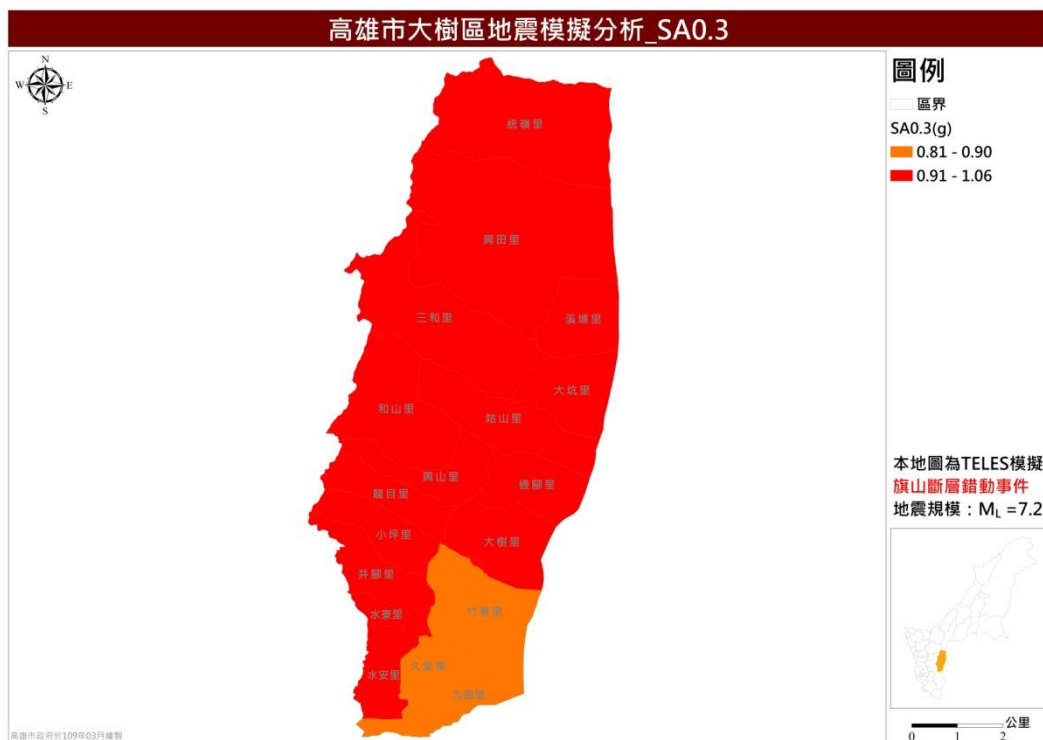 高雄市大樹區地震模擬分析_SA0.3
N
W
E
S
圖例
區界
SA0.3(g)
0.81 - 0.90
0.91 - 1.06
統嶺里
興田里
三和里
溪埔里
大坑里
和山里
姑山里
興山里
檨腳里
龍目里
小坪里
大樹里
井腳里
水寮里
竹寮里
久堂里
水安里
九曲里
本地圖為TELES模擬
旗山斷層錯動事件
地震規模：ML =7.2
公里
0 1 2
高雄市政府於109年03月繪製